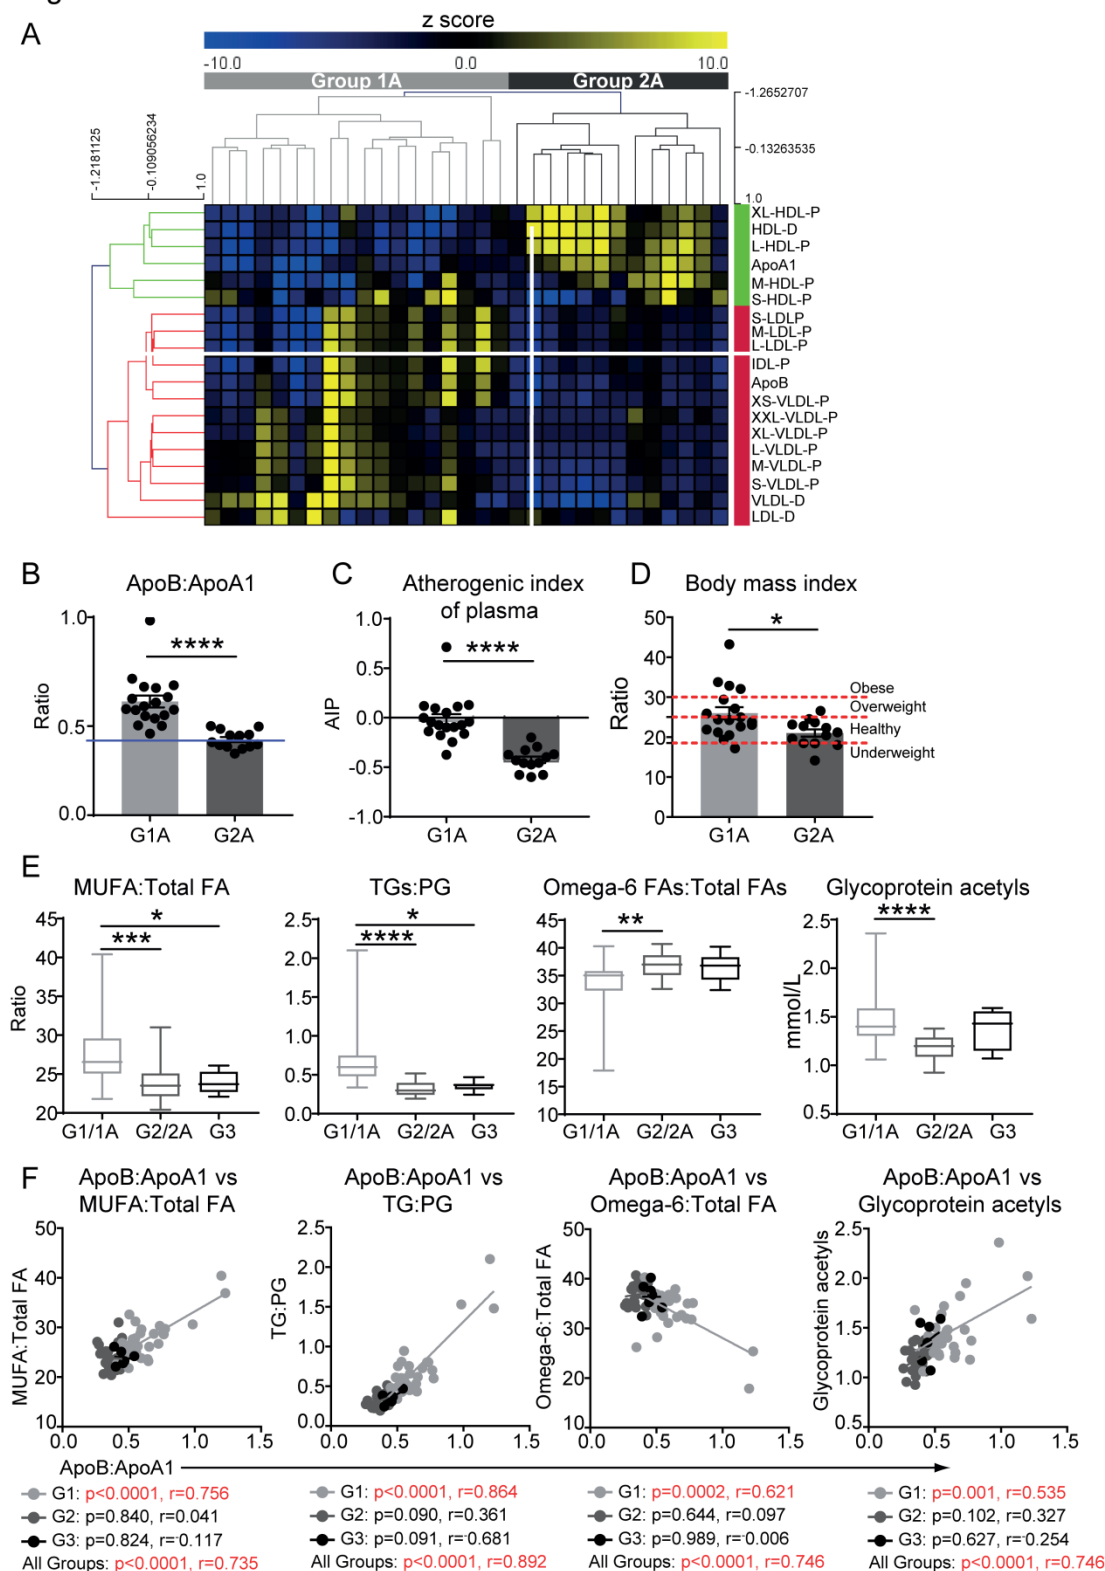 A
z score
-10.0 0.0 10.0
Group 1A Group 2A
-1.2652707
-0.13263535
1.0
-1.2181125
-0.109056234
1.0
XL-HDL-P
HDL-D
L-HDL-P
ApoA1
M-HDL-P
S-HDL-P
S-LDLP
M-LDL-P
L-LDL-P
IDL-P
ApoB
XS-VLDL-P
XXL-VLDL-P
XL-VLDL-P
L-VLDL-P
M-VLDL-P
S-VLDL-P
VLDL-D
LDL-D
B
ApoB:ApoA1
Ratio
1.0
0.5
0.0
****
G1A G2A
C
Atherogenic index
of plasma
AIP
1.0
0.5
0.0
-0.5
-1.0
****
G1A G2A
D
Body mass index
Ratio
50
40
30
20
10
0
*
Obese
Overweight
Healthy
Underweight
G1A G2A
E
MUFA:Total FA
Ratio
45
40
35
30
25
20
*
***
G1/1A G2/2A G3
TGs:PG
2.5
2.0
1.5
1.0
0.5
0.0
*
****
G1/1A G2/2A G3
Omega-6 FAs:Total FAs
45
40
35
30
25
20
15
10
**
G1/1A G2/2A G3
Glycoprotein acetyls
mmol/L
2.5
2.0
1.5
1.0
0.5
****
G1/1A G2/2A G3
F
ApoB:ApoA1 vs
MUFA:Total FA
MUFA:Total FA
50
40
30
20
10
0.0 0.5 1.0 1.5
ApoB:ApoA1 vs
TG:PG
TG:PG
2.5
2.0
1.5
1.0
0.5
0.0
0.0 0.5 1.0 1.5
ApoB:ApoA1 vs
Omega-6:Total FA
Omega-6:Total FA
50
40
30
20
10
0.0 0.5 1.0 1.5
ApoB:ApoA1 vs
Glycoprotein acetyls
Glycoprotein acetyls
2.5
2.0
1.5
1.0
0.5
0.0 0.5 1.0 1.5
ApoB:ApoA1
G1: p<0.0001, r=0.756
G2: p=0.840, r=0.041
G3: p=0.824, r=-0.117
All Groups: p<0.0001, r=0.735
G1: p<0.0001, r=0.864
G2: p=0.090, r=0.361
G3: p=0.091, r=0.681
All Groups: p<0.0001, r=0.892
G1: p=0.0002, r=0.621
G2: p=0.644, r=0.097
G3: p=0.989, r=-0.006
All Groups: p<0.0001, r=0.746
G1: p=0.001, r=0.535
G2: p=0.102, r=0.327
G3: p=0.627, r=-0.254
All Groups: p<0.0001, r=0.746